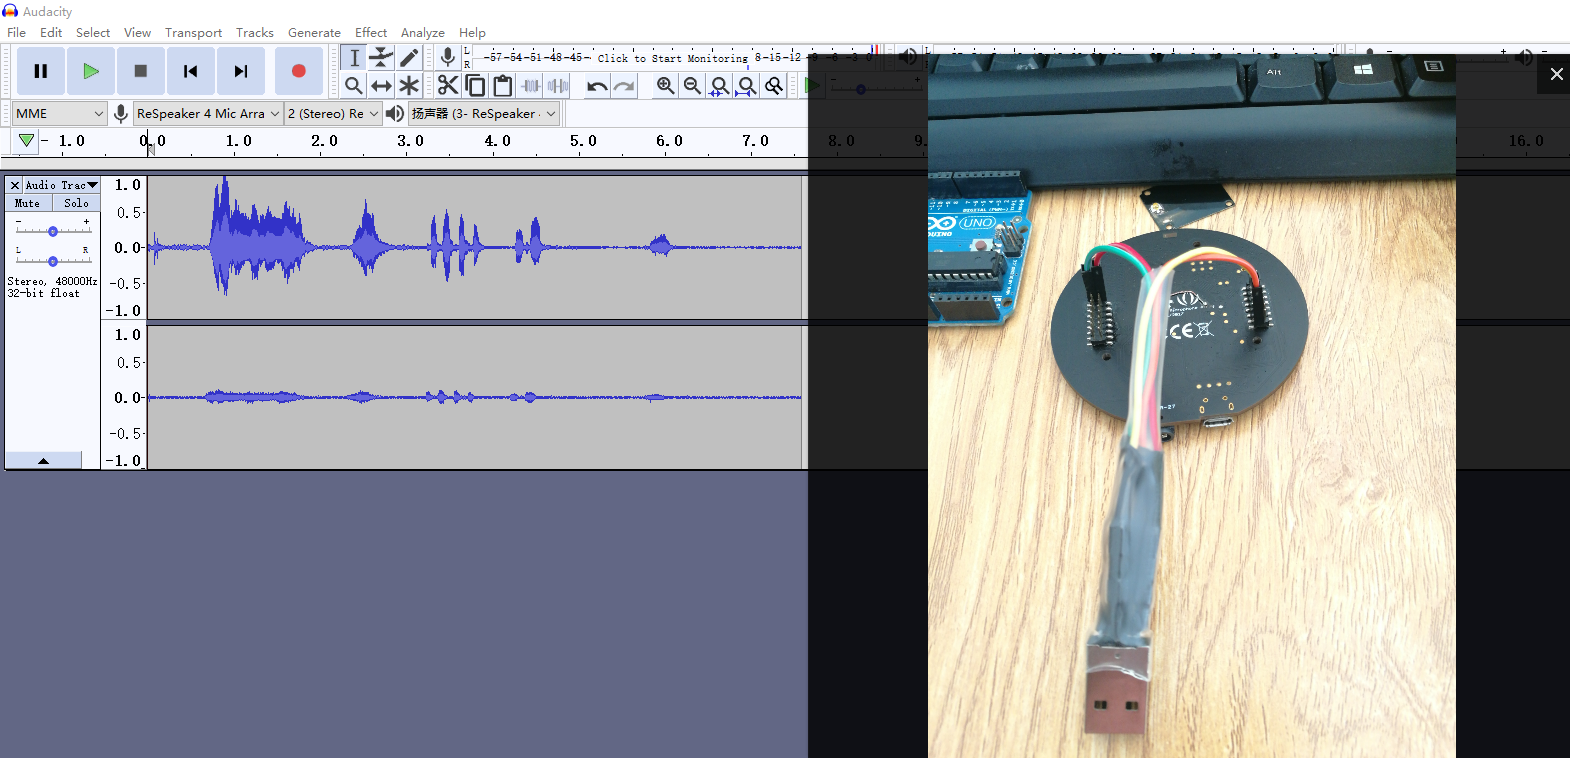 Audacity
File Edit Select View Transport Tracks Generate Effect Analyze Help
L
R
-57-54-51-48-45- Click to Start Monitoring 8-15-12 -9 -6 -3 0
MME
ReSpeaker 4 Mic Arra
2 (Stereo) Re
扬声器 (3- ReSpeaker
- 1.0 0.0 1.0 2.0 3.0 4.0 5.0 6.0 7.0 8.0 9. 16.0
Audio Trac
Mute Solo
- +
L R
Stereo, 48000Hz
32-bit float
1.0
0.5
0.0
-0.5
-1.0
1.0
0.5
0.0
-0.5
-1.0
Alt
DIGITAL (PWM~)
UNO
CE